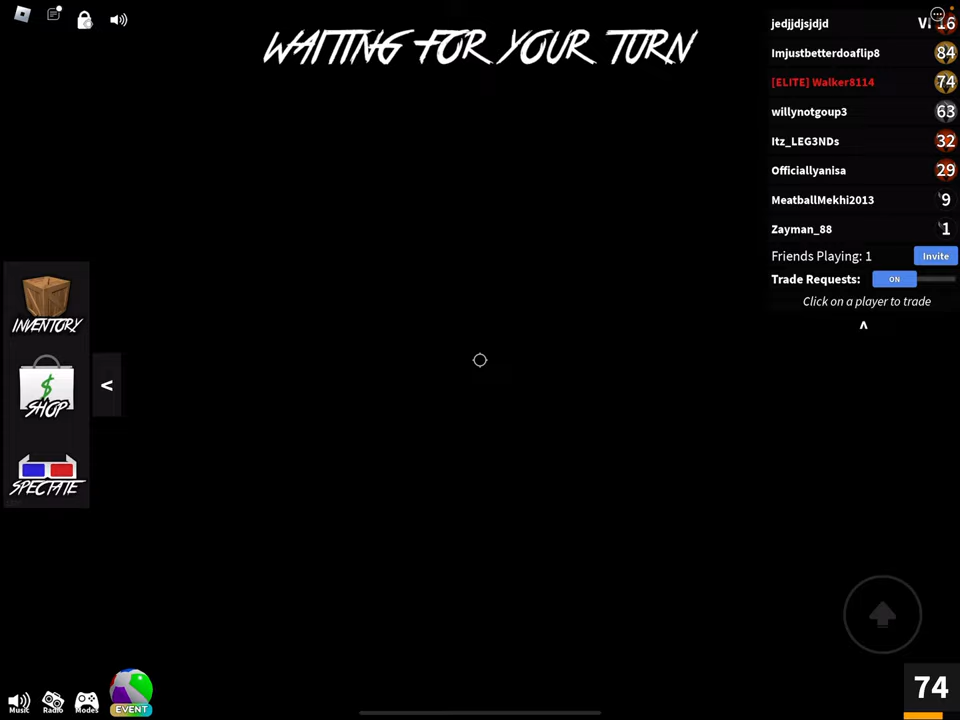 WAITING FOR YOUR TURN
jedjjdjsjdjd
16
Imjustbetterdoaflip8 84
[ELITE] Walker8114 74
willynotgoup3 63
Itz_LEG3NDs 32
Officiallyanisa 29
MeatballMekhi2013 9
Zayman_88 1
Friends Playing: 1 Invite
Trade Requests: ON
Click on a player to trade
INVENTORY
SHOP
SPECTATE
Music Radio Modes EVENT
74